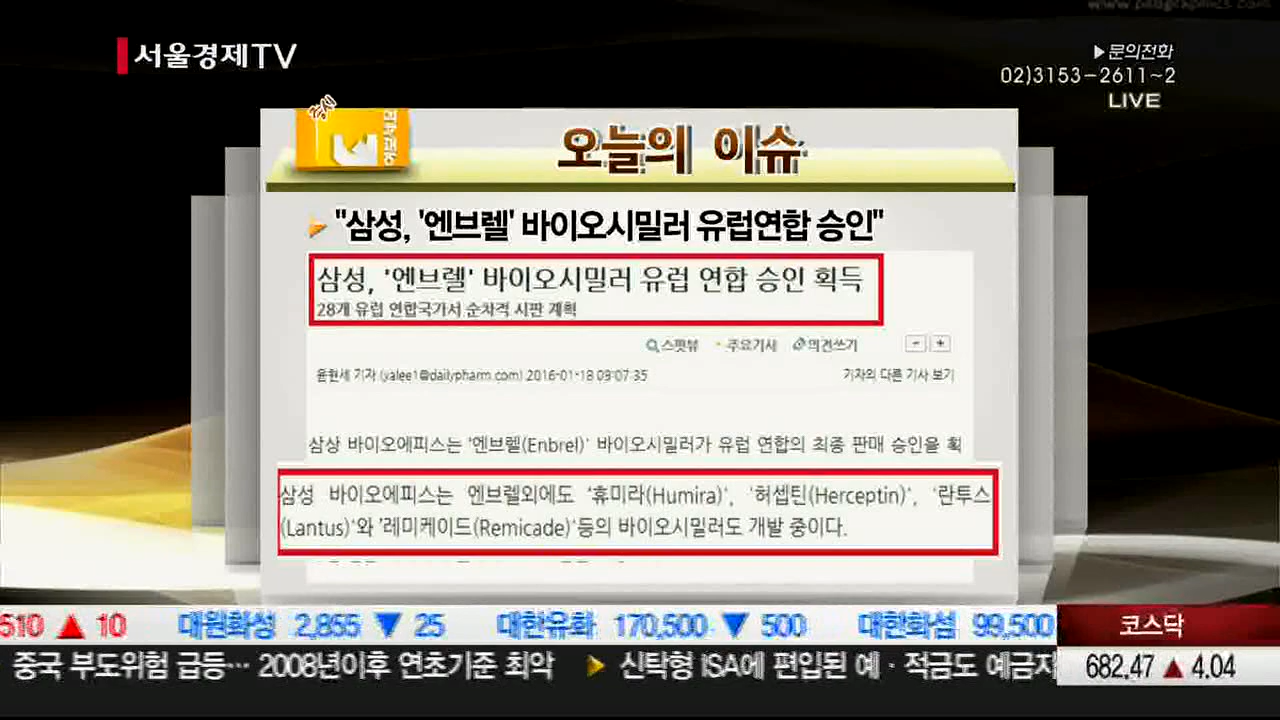 서울경제TV
▶문의전화
02)3153-2611~2
LIVE
오늘의 이슈
"삼성, '엔브렐' 바이오시밀러 유럽연합 승인"
삼성, '엔브렐' 바이오시밀러 유럽 연합 승인 획득
28개 유럽 연합국가서 순차적 시판 계획
스핏뷰 주요기사 의견쓰기 - +
윤현세 기자 (yalee1@dailypharm.com) 2016-01-18 09:07:35 기자의 다른 기사 보기
삼상 바이오에피스는 '엔브렐(Enbrel)' 바이오시밀러가 유럽 연합의 최종 판매 승인을 획
삼성 바이오에피스는 엔브렐외에도 '휴미라(Humira)', '허셉틴(Herceptin)', '란투스
(Lantus)'와 '레미케이드(Remicade)'등의 바이오시밀러도 개발 중이다.
510 ▲ 10 대원화성 2,855 ▼ 25 대한유화 170,500 ▼ 500 대한화섬 99,500 코스닥
중국 부도위험 급등… 2008년이후 연초기준 최악 ▶ 신탁형 ISA에 편입된 예·적금도 예금자 682.47 ▲ 4.04